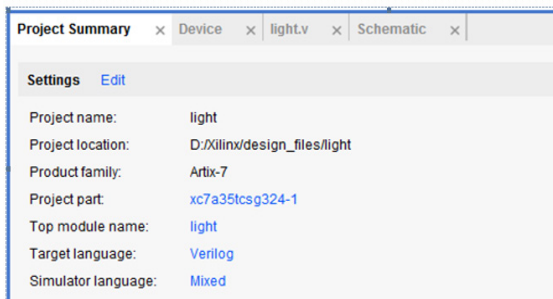 Project Summary × Device × light.v × Schematic ×
Settings Edit
Project name: light
Project location: D:/Xilinx/design_files/light
Product family: Artix-7
Project part: xc7a35tcsg324-1
Top module name: light
Target language: Verilog
Simulator language: Mixed